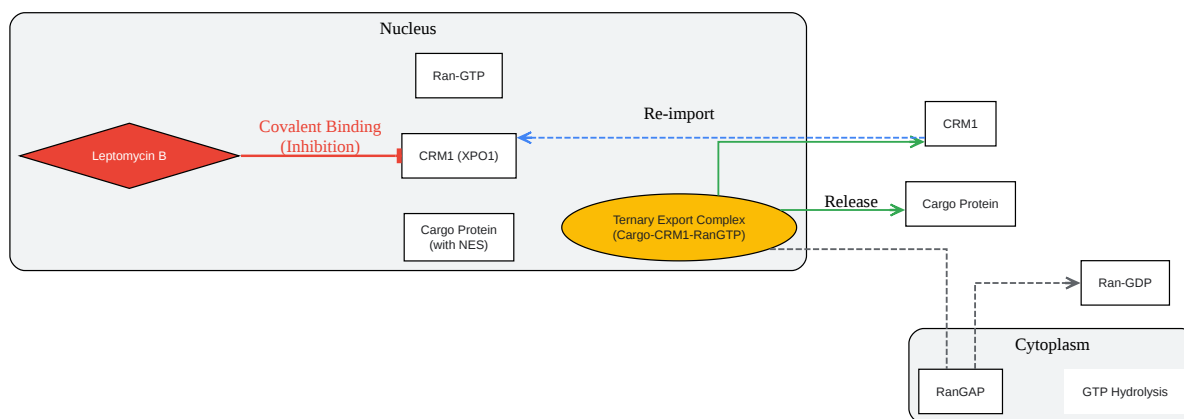 Nucleus
Ran-GTP
Re-import
CRM1
Covalent Binding
(Inhibition)
Leptomycin B
CRM1 (XPO1)
Release
Cargo Protein
Ternary Export Complex
(Cargo-CRM1-RanGTP)
Cargo Protein
(with NES)
Ran-GDP
Cytoplasm
RanGAP
GTP Hydrolysis